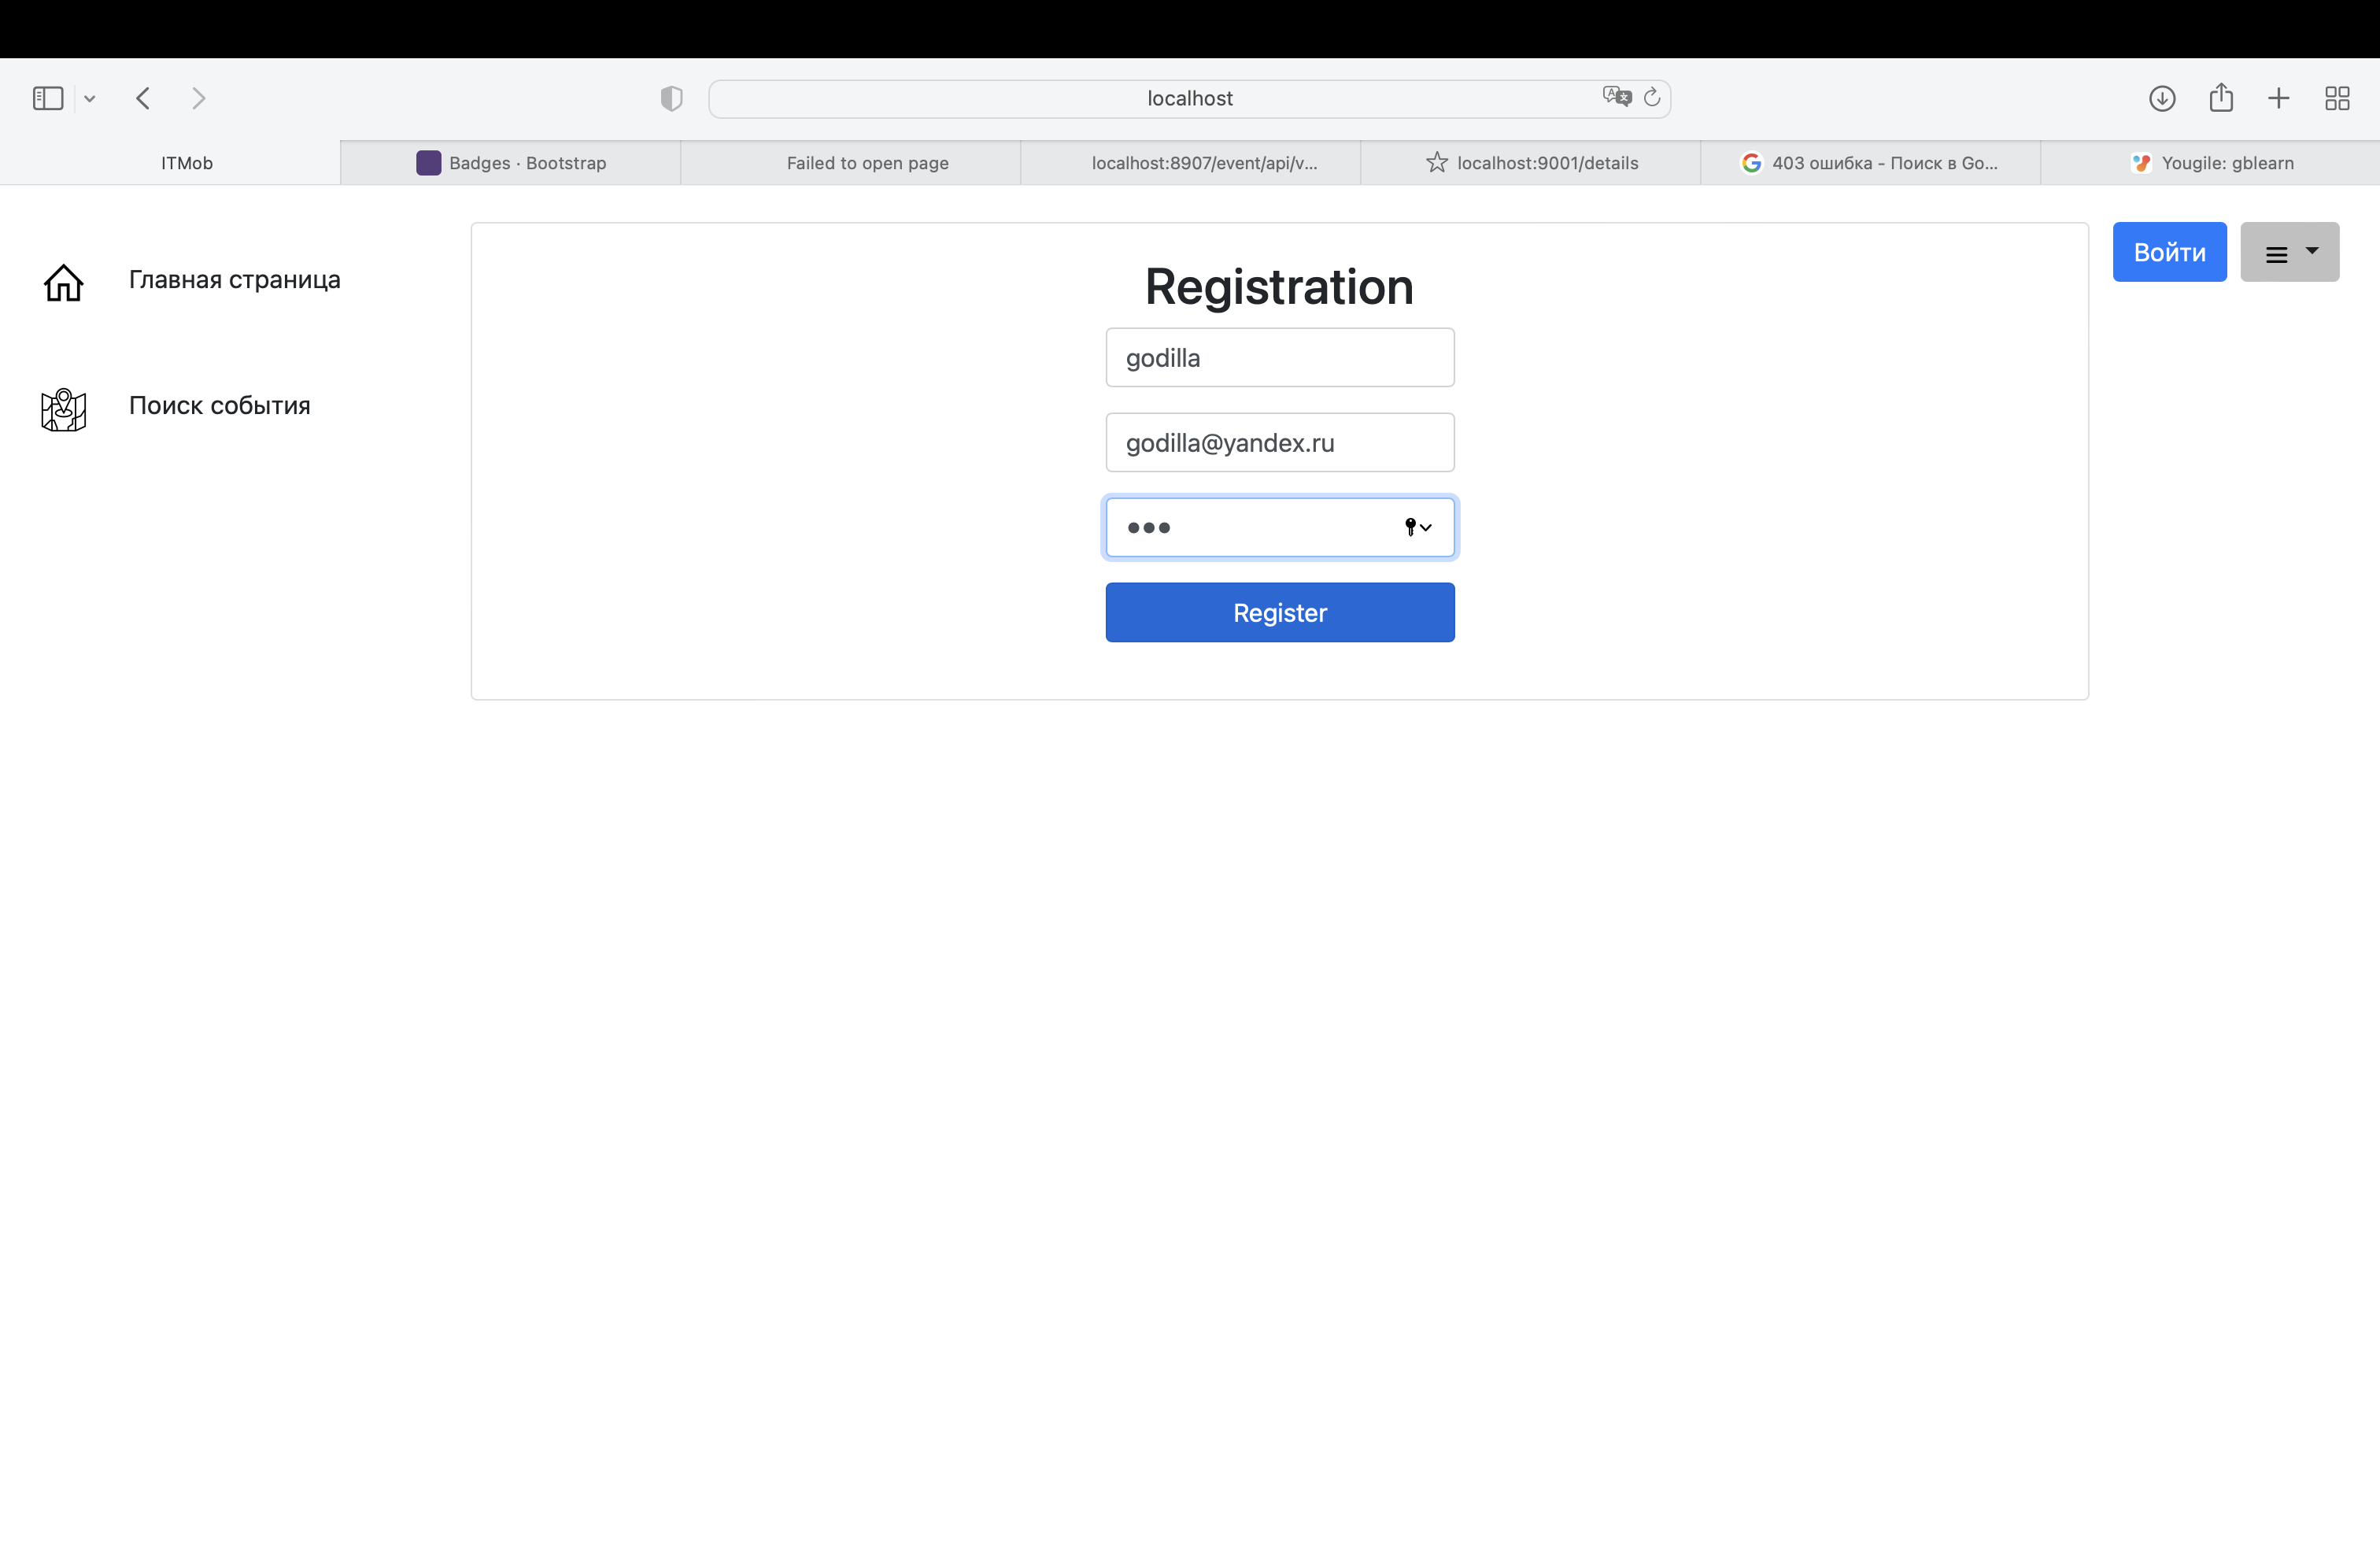 localhost
ITMob
Badges · Bootstrap
Failed to open page
localhost:8907/event/api/v...
localhost:9001/details
403 ошибка - Поиск в Go...
Yougile: gblearn
Главная страница
Поиск события
Registration
godilla
godilla@yandex.ru
Register
Войти